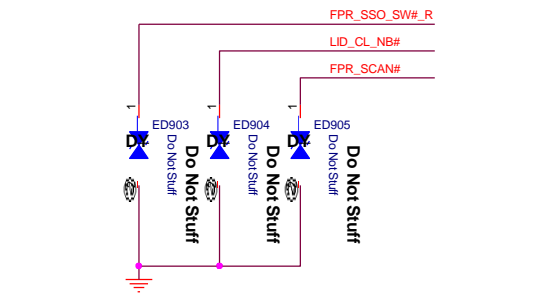 FPR_SSO_SW#_R
LID_CL_NB#
FPR_SCAN#
1
1
1
ED903
ED904
ED905
DY
DY
DY
Do Not Stuff
Do Not Stuff
Do Not Stuff
Do Not Stuff
Do Not Stuff
Do Not Stuff